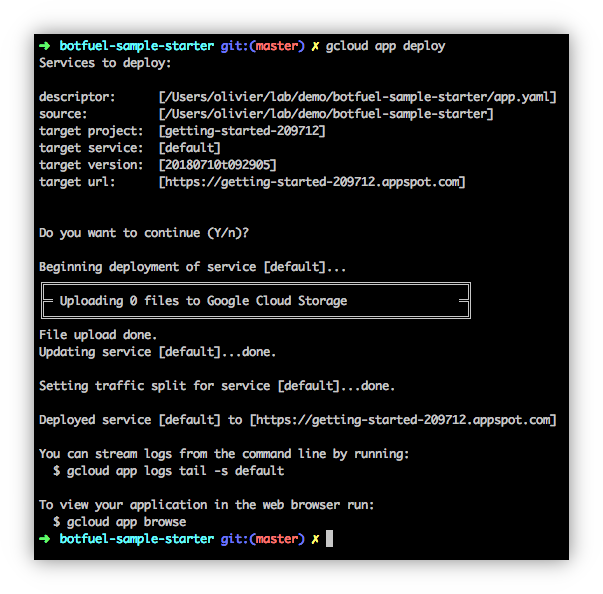 ➜ botfuel-sample-starter git:(master) ✗ gcloud app deploy
Services to deploy:
descriptor: [/Users/olivier/lab/demo/botfuel-sample-starter/app.yaml]
source: [/Users/olivier/lab/demo/botfuel-sample-starter]
target project: [getting-started-209712]
target service: [default]
target version: [20180710t092905]
target url: [https://getting-started-209712.appspot.com]
Do you want to continue (Y/n)?
Beginning deployment of service [default]...
Uploading 0 files to Google Cloud Storage
File upload done.
Updating service [default]...done.
Setting traffic split for service [default]...done.
Deployed service [default] to [https://getting-started-209712.appspot.com]
You can stream logs from the command line by running:
$ gcloud app logs tail -s default
To view your application in the web browser run:
$ gcloud app browse
➜ botfuel-sample-starter git:(master) ✗